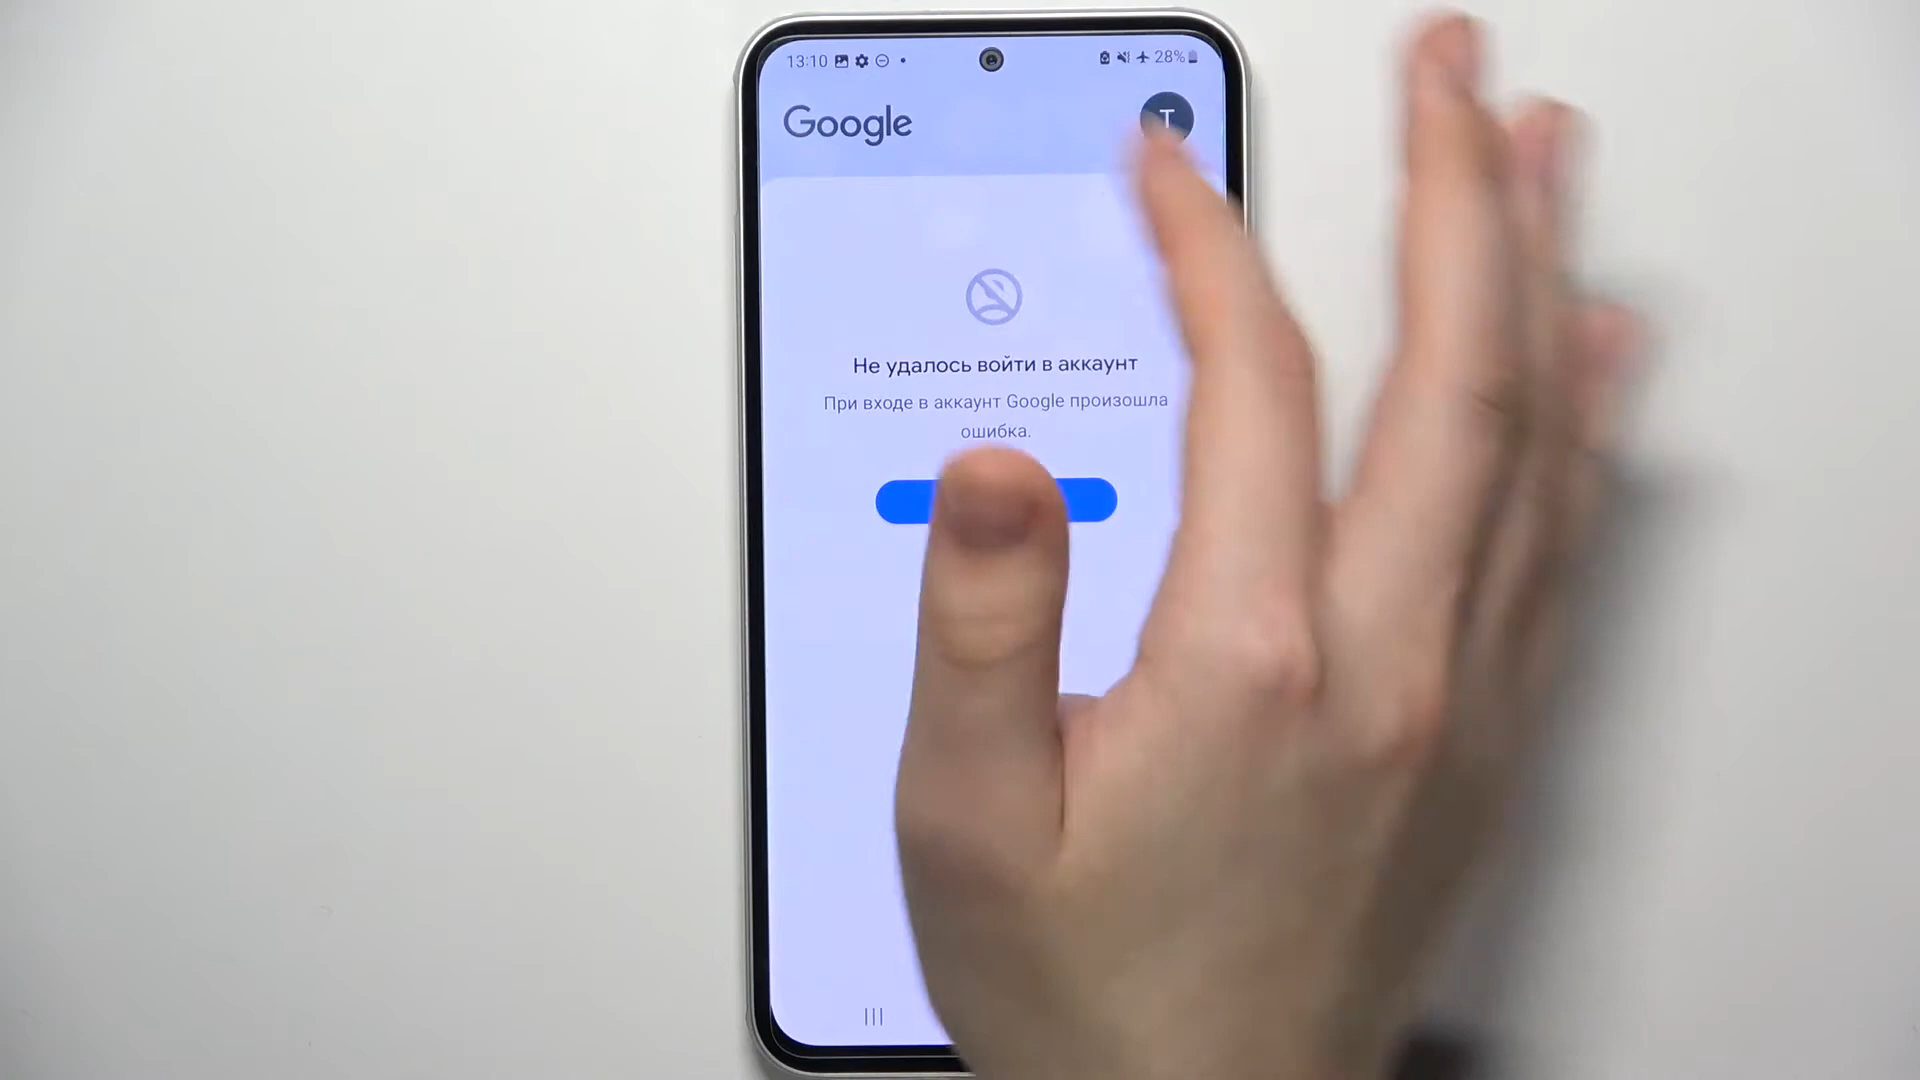 13:10
28%
Google
T
Не удалось войти в аккаунт
При входе в аккаунт Google произошла
ошибка.